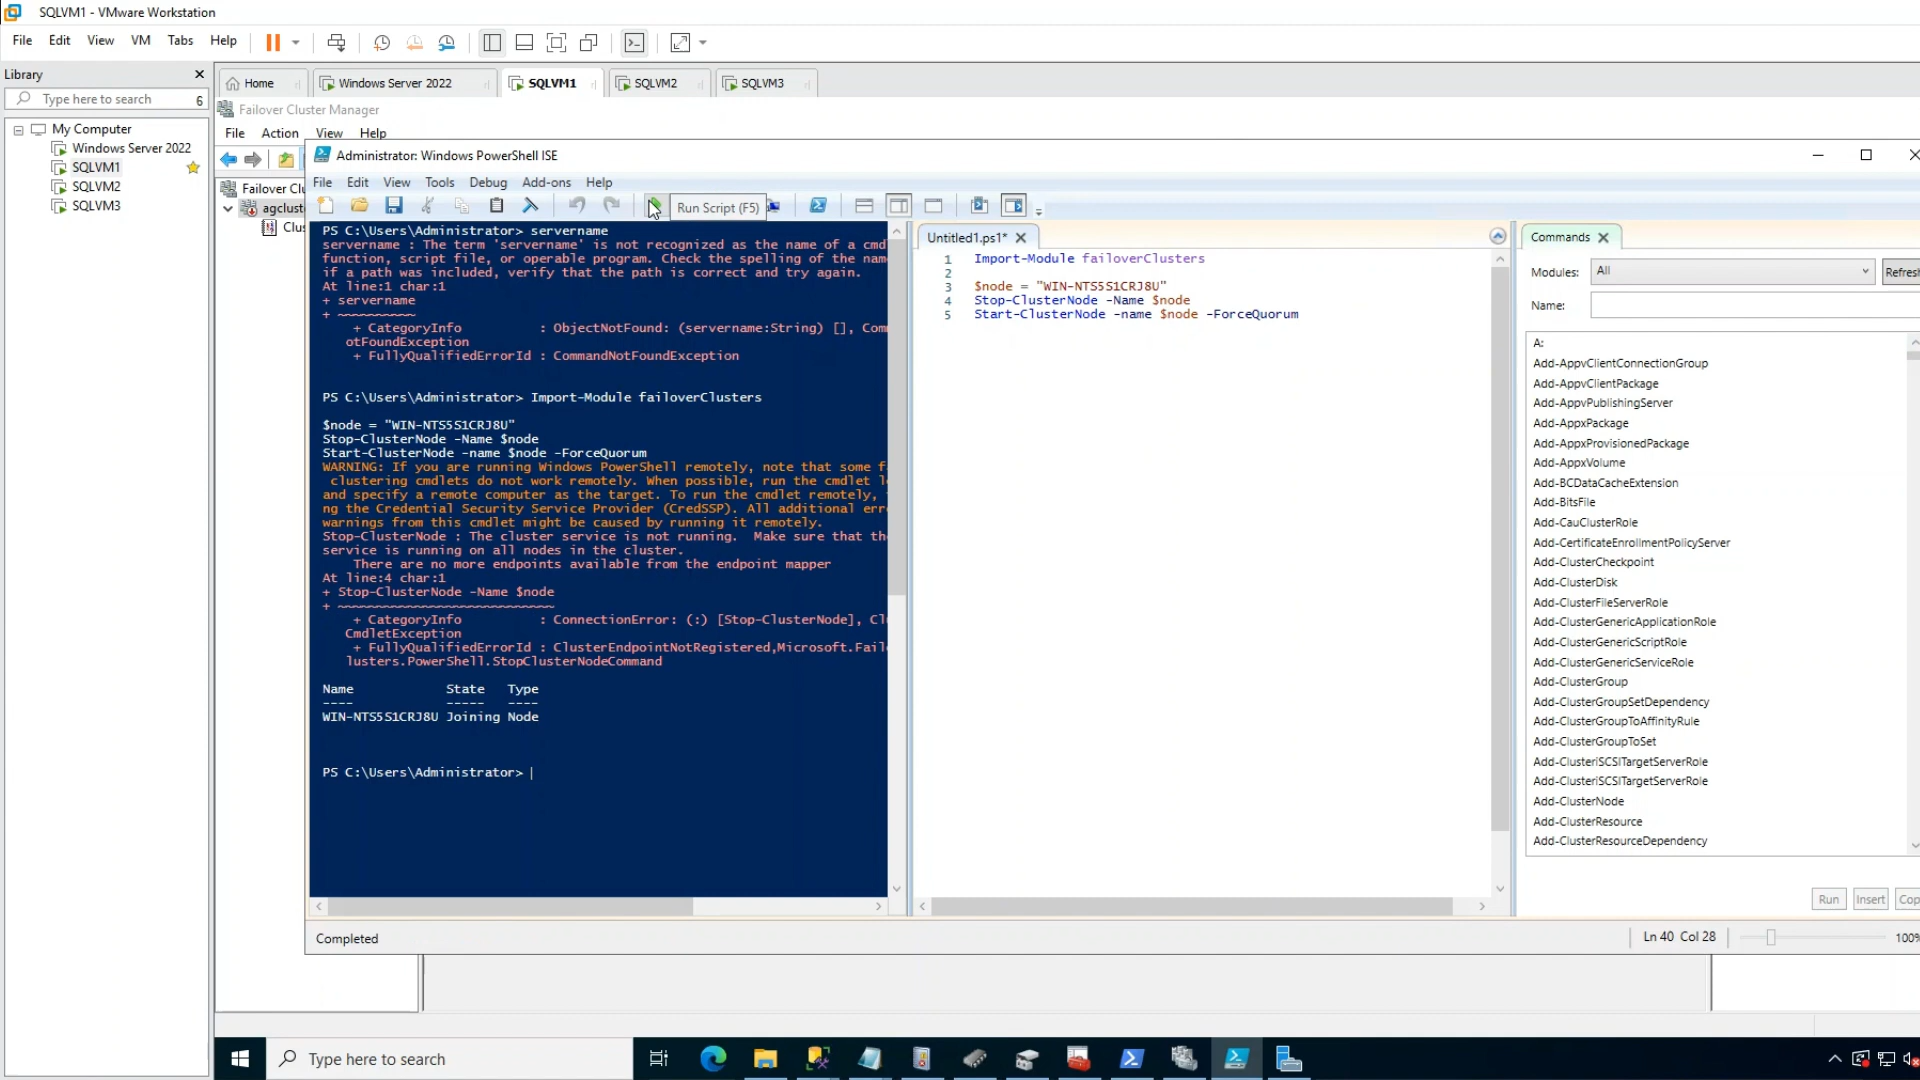 SQLVM1 - VMware Workstation
File Edit View VM Tabs Help
Library
Type here to search 6
My Computer
Windows Server 2022
SQLVM1
SQLVM2
SQLVM3
Home Windows Server 2022 SQLVM1 SQLVM2 SQLVM3
Failover Cluster Manager
File Action View Help
Failover Clu
agclust
Clus
Administrator: Windows PowerShell ISE
File Edit View Tools Debug Add-ons Help
Run Script (F5)
PS C:\Users\Administrator> servername
servername : The term 'servername' is not recognized as the name of a cmd
function, script file, or operable program. Check the spelling of the nam
if a path was included, verify that the path is correct and try again.
At line:1 char:1
+ servername
+ ~~~~~~~~~~
+ CategoryInfo : ObjectNotFound: (servername:String) [], Com
otFoundException
+ FullyQualifiedErrorId : CommandNotFoundException
PS C:\Users\Administrator> Import-Module failoverClusters
$node = "WIN-NTS5S1CRJ8U"
Stop-ClusterNode -Name $node
Start-ClusterNode -name $node -ForceQuorum
WARNING: If you are running Windows PowerShell remotely, note that some f
clustering cmdlets do not work remotely. When possible, run the cmdlet l
and specify a remote computer as the target. To run the cmdlet remotely,
ng the Credential Security Service Provider (CredSSP). All additional err
warnings from this cmdlet might be caused by running it remotely.
Stop-ClusterNode : The cluster service is not running.  Make sure that th
service is running on all nodes in the cluster.
There are no more endpoints available from the endpoint mapper
At line:4 char:1
+ Stop-ClusterNode -Name $node
+ ~~~~~~~~~~~~~~~~~~~~~~~~~~~~
+ CategoryInfo : ConnectionError: (:) [Stop-ClusterNode], Cl
CmdletException
+ FullyQualifiedErrorId : ClusterEndpointNotRegistered,Microsoft.Fail
lusters.PowerShell.StopClusterNodeCommand
Name State Type
---- ----- ----
WIN-NTS5S1CRJ8U Joining Node
PS C:\Users\Administrator>
Untitled1.ps1*
1 Import-Module failoverClusters
2
3 $node = "WIN-NTS5S1CRJ8U"
4 Stop-ClusterNode -Name $node
5 Start-ClusterNode -name $node -ForceQuorum
Commands
Modules: All Refresh
Name:
A:
Add-AppvClientConnectionGroup
Add-AppvClientPackage
Add-AppvPublishingServer
Add-AppxPackage
Add-AppxProvisionedPackage
Add-AppxVolume
Add-BCDataCacheExtension
Add-BitsFile
Add-CauClusterRole
Add-CertificateEnrollmentPolicyServer
Add-ClusterCheckpoint
Add-ClusterDisk
Add-ClusterFileServerRole
Add-ClusterGenericApplicationRole
Add-ClusterGenericScriptRole
Add-ClusterGenericServiceRole
Add-ClusterGroup
Add-ClusterGroupSetDependency
Add-ClusterGroupToAffinityRule
Add-ClusterGroupToSet
Add-ClusteriSCSITargetServerRole
Add-ClusteriSCSITargetServerRole
Add-ClusterNode
Add-ClusterResource
Add-ClusterResourceDependency
Run Insert Cop
Completed Ln 40 Col 28 100%
Type here to search